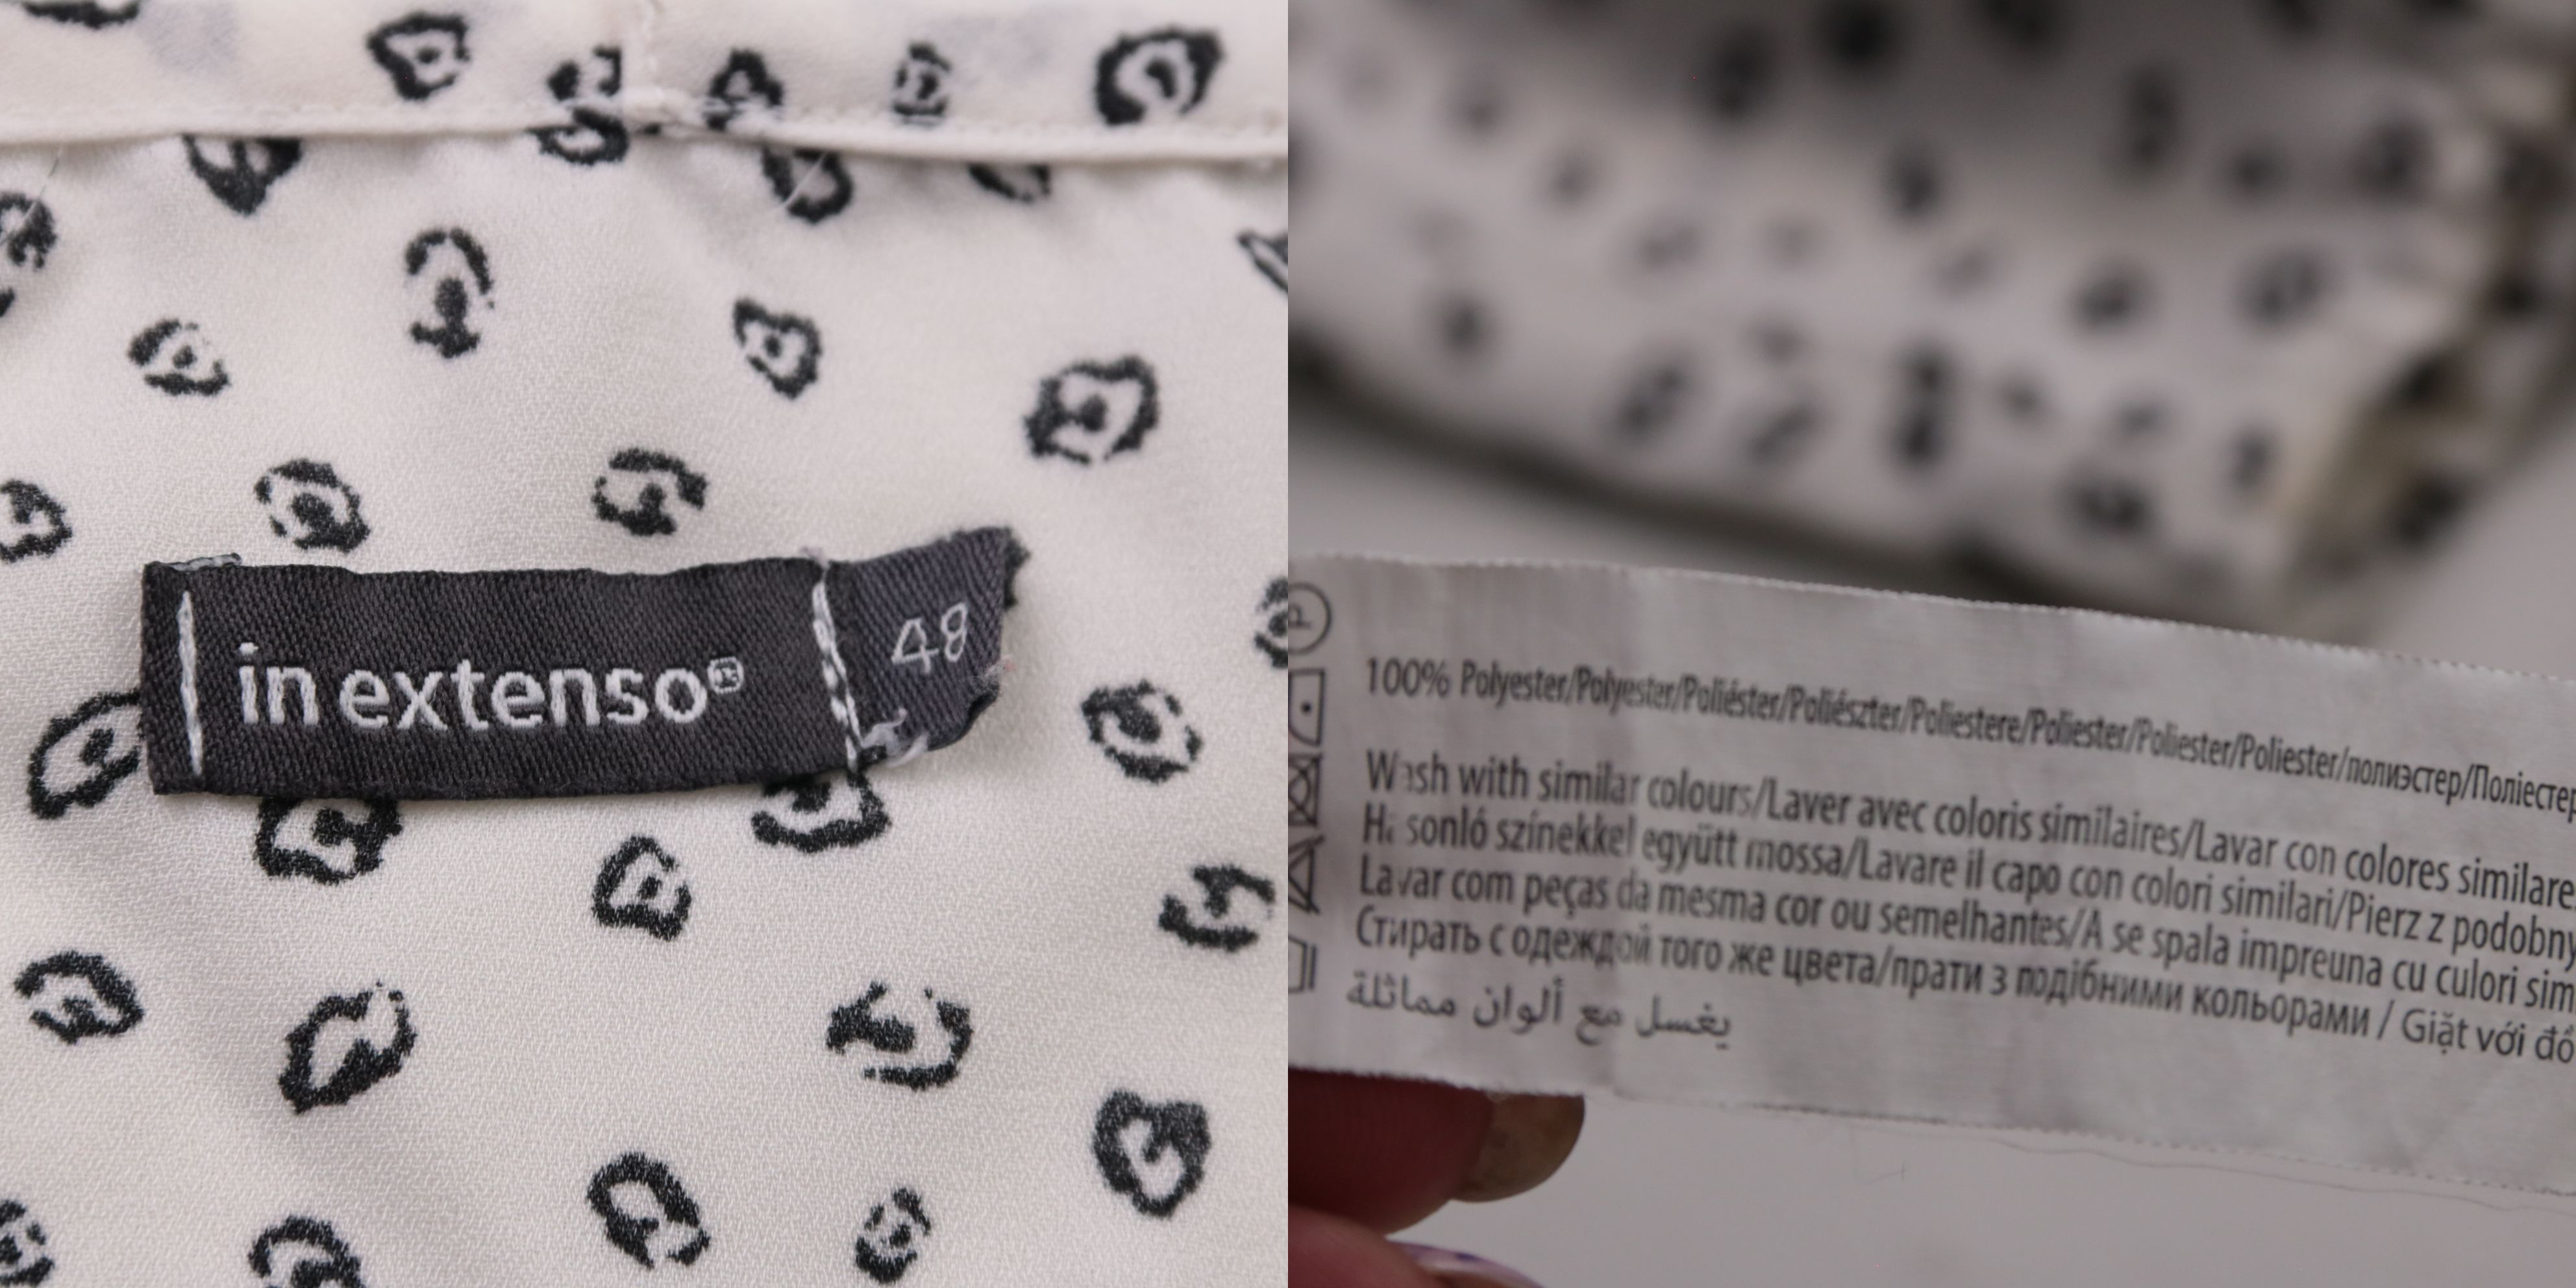 in extenso®
48
100% Polyester/Polyester/Poliéster/Poliészter/Poliestere/Poliester/Poliester/Poliester/полиэстер/Поліестер
Wash with similar colours/Laver avec coloris similaires/Lavar con colores similare
Hasonló színekkel együtt mossa/Lavare il capo con colori similari/Pierz z podobny
Lavar com peças da mesma cor ou semelhantes/A se spala impreuna cu culori sim
Стирать с одеждой того же цвета/прати з подібними кольорами / Giặt với đồ
يغسل مع ألوان مماثلة
P